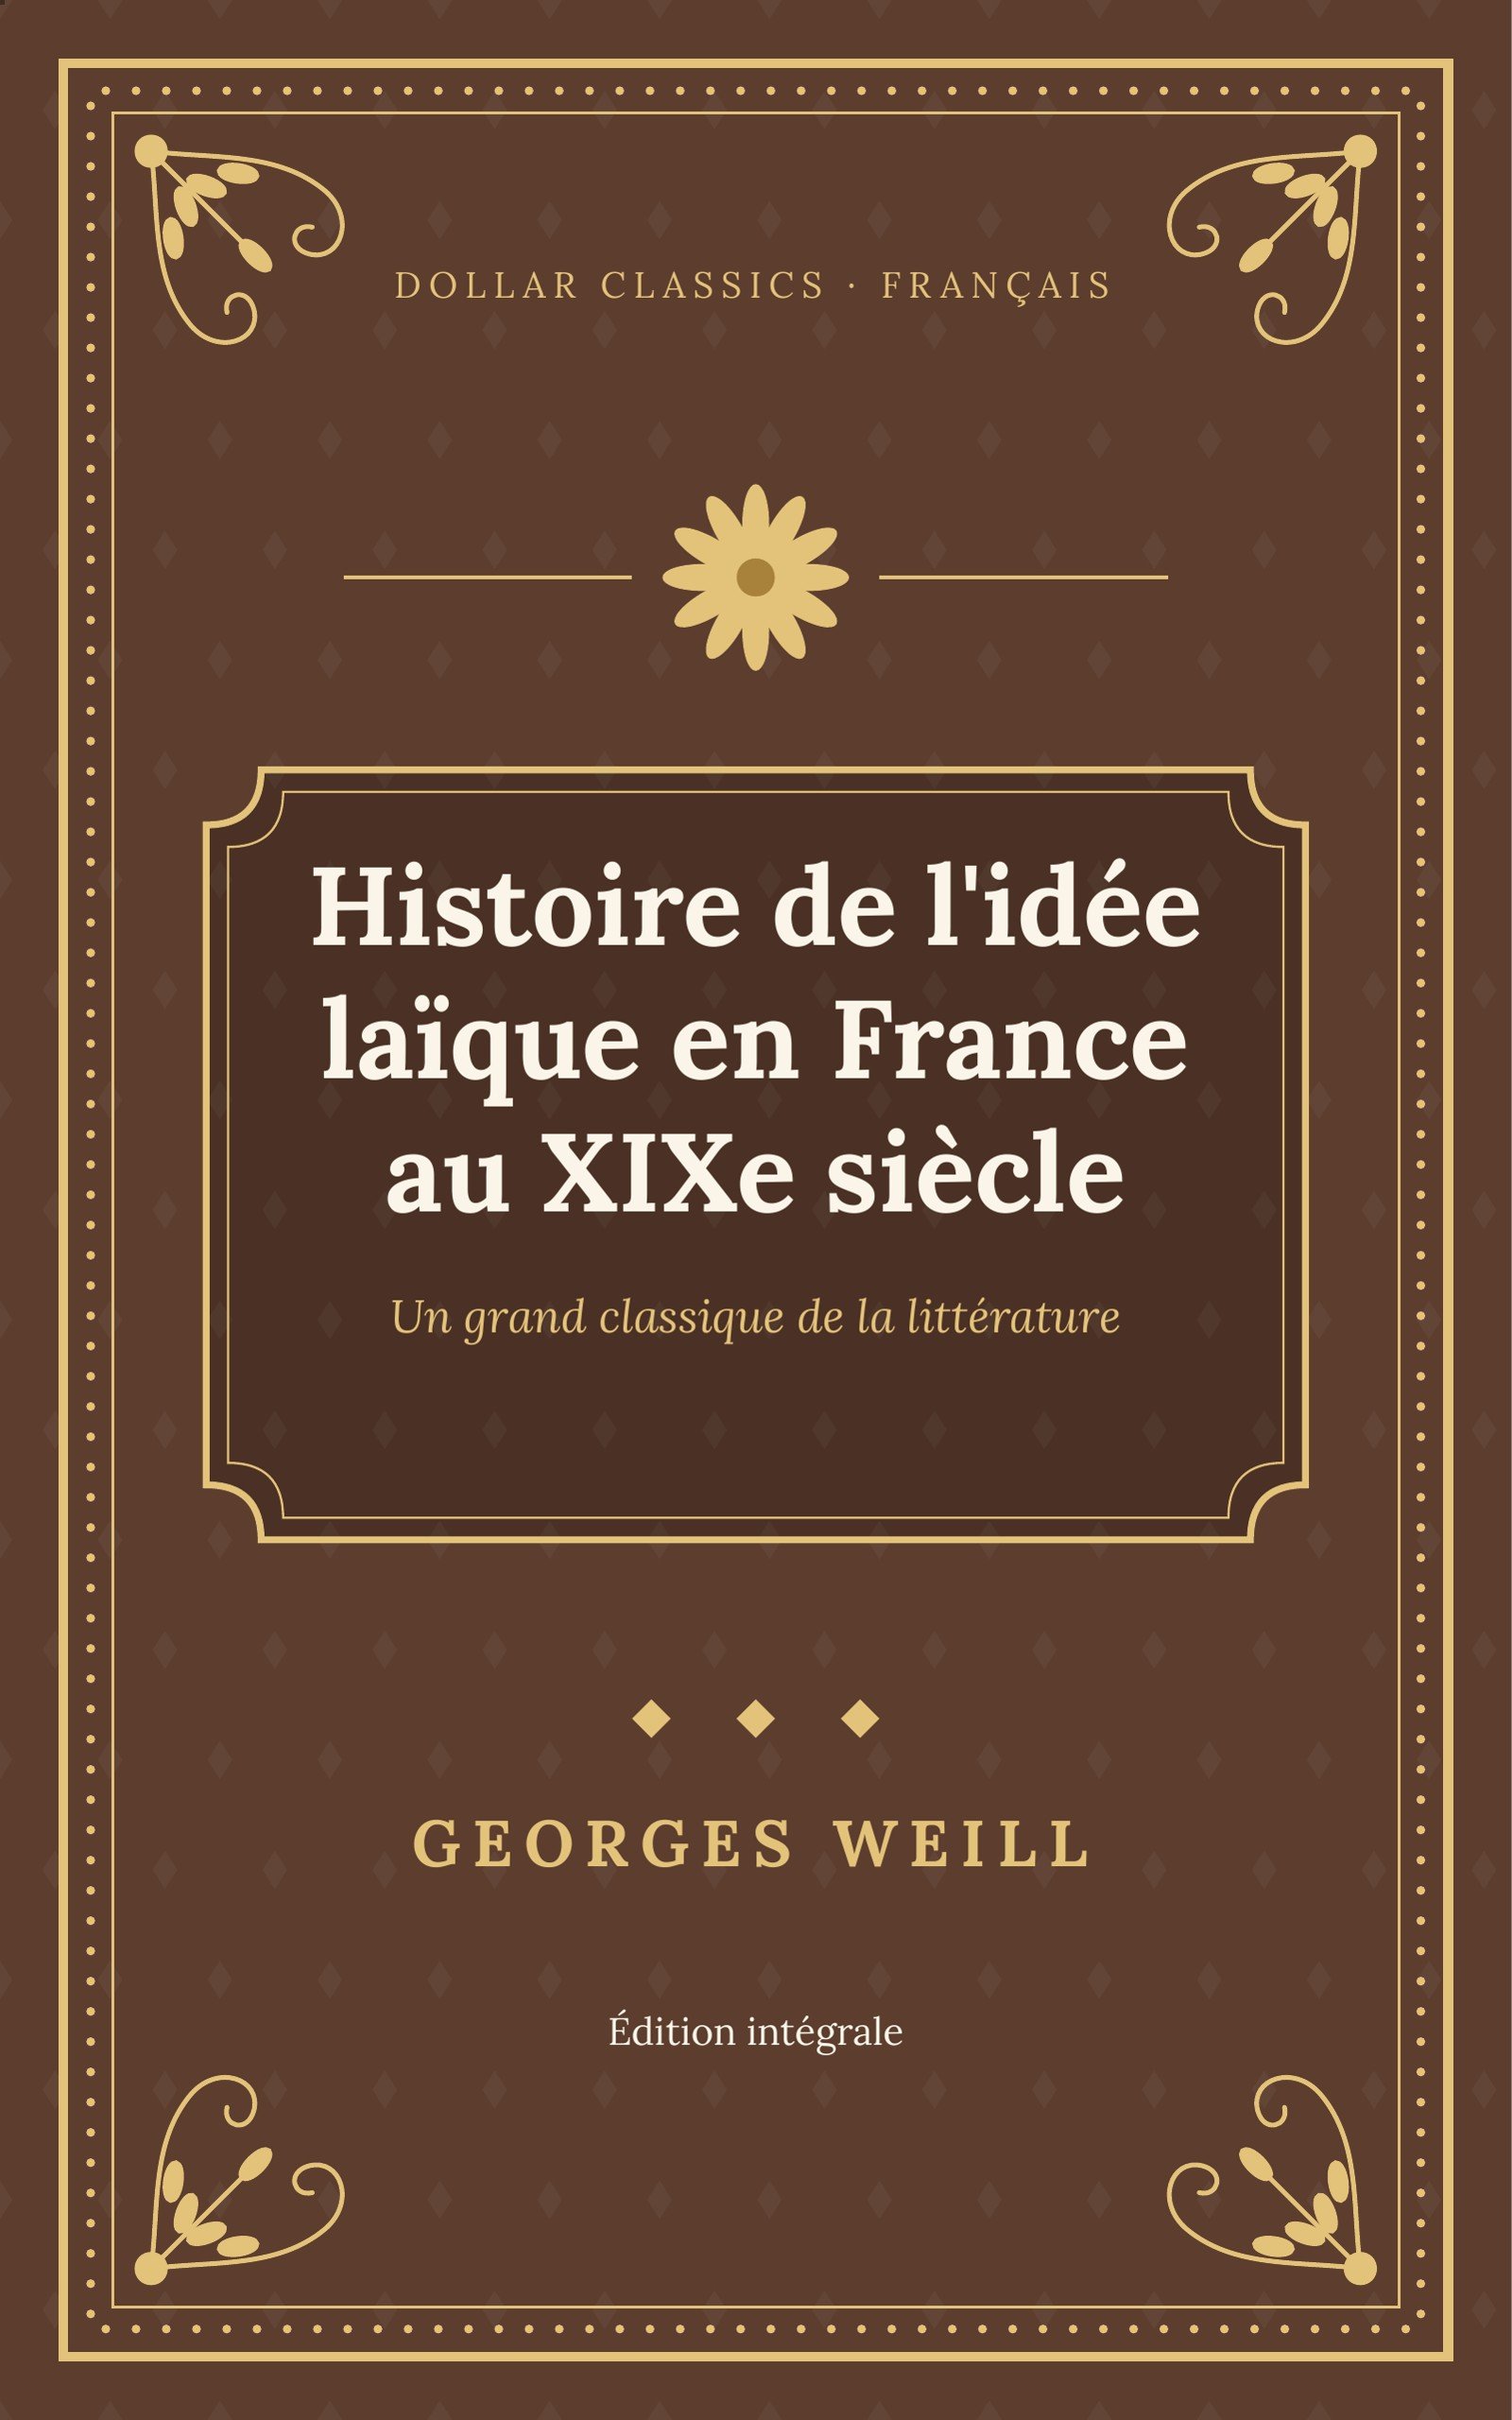 DOLLAR CLASSICS · FRANÇAIS
Histoire de l'idée
laïque en France
au XIXe siècle
Un grand classique de la littérature
GEORGES WEILL
Édition intégrale